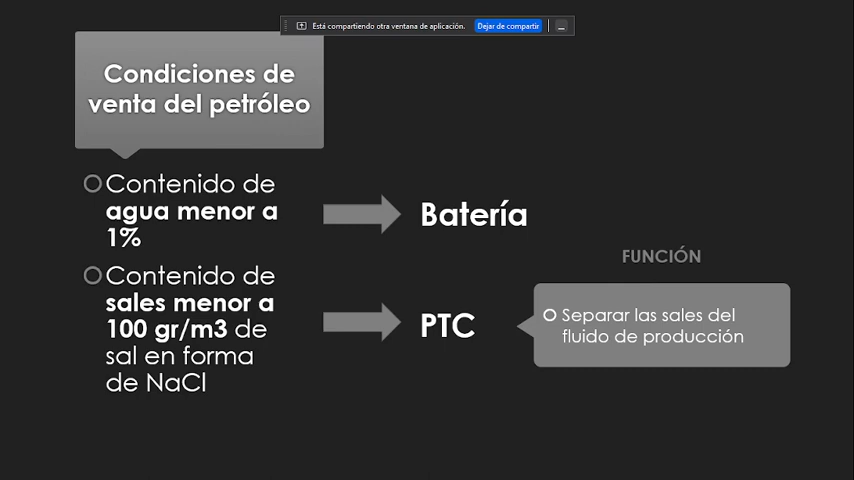 Está compartiendo otra ventana de aplicación.
Dejar de compartir
Condiciones de
venta del petróleo
Contenido de
agua menor a
1%
Batería
Contenido de
sales menor a
100 gr/m3 de
sal en forma
de NaCl
PTC
FUNCIÓN
Separar las sales del
fluido de producción